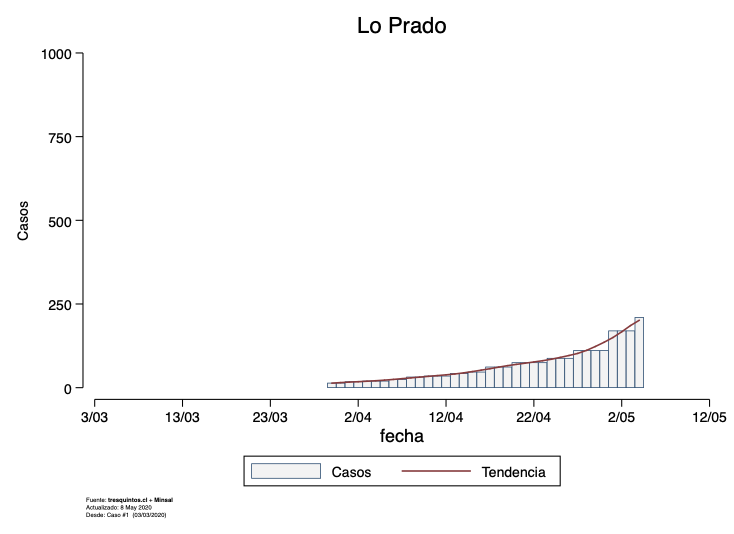 Lo Prado
1000
750
500
250
0
Casos
3/03 13/03 23/03 2/04 12/04 22/04 2/05 12/05
fecha
Casos Tendencia
Fuente: tresquintos.cl + Minsal
Actualizado: 8 May 2020
Desde: Caso #1 (03/03/2020)